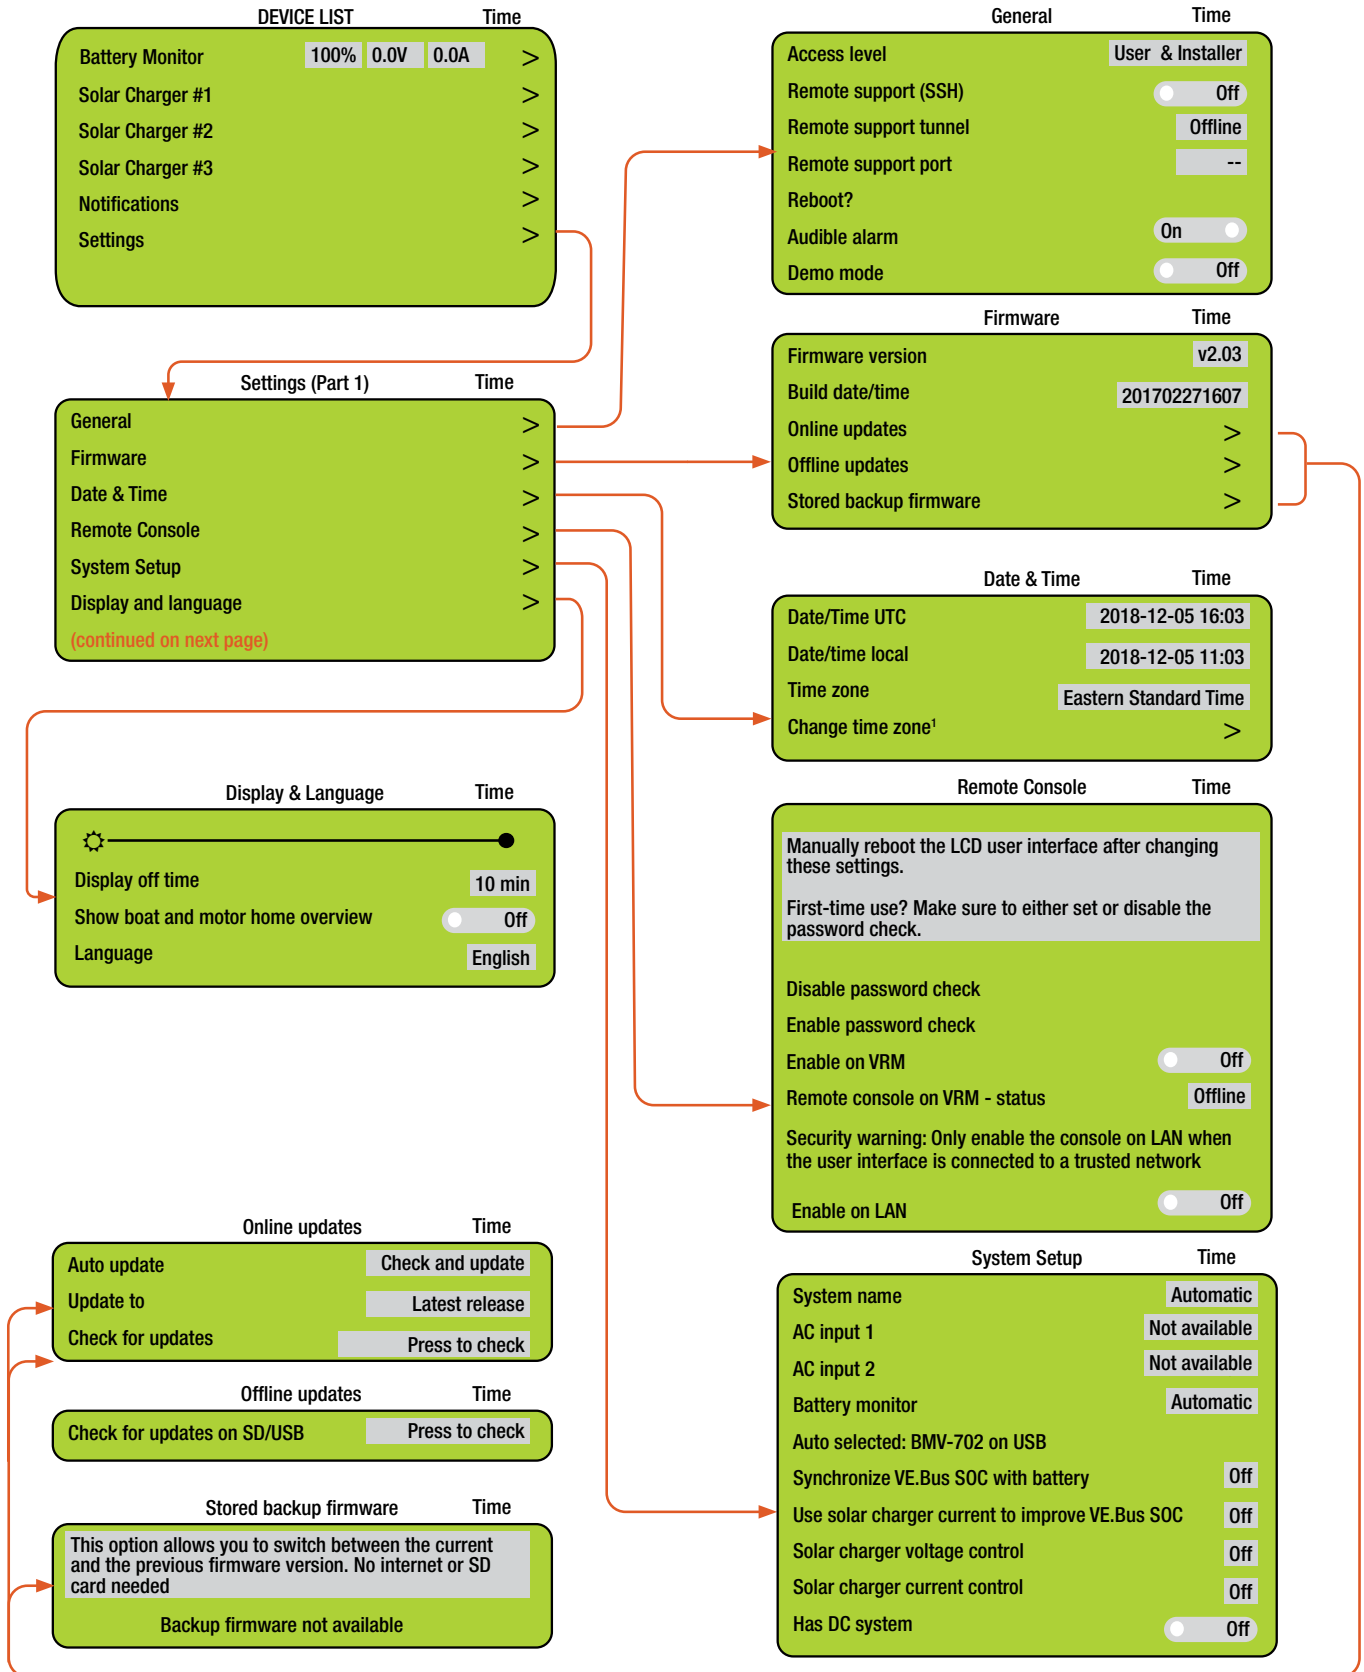 DEVICE LIST Time
Battery Monitor 100% 0.0V 0.0A >
Solar Charger #1 >
Solar Charger #2 >
Solar Charger #3 >
Notifications >
Settings >
Settings (Part 1) Time
General >
Firmware >
Date & Time >
Remote Console >
System Setup >
Display and language >
(continued on next page)
Display & Language Time
Display off time 10 min
Show boat and motor home overview Off
Language English
Online updates Time
Auto update Check and update
Update to Latest release
Check for updates Press to check
Offline updates Time
Check for updates on SD/USB Press to check
Stored backup firmware Time
This option allows you to switch between the current
and the previous firmware version. No internet or SD
card needed
Backup firmware not available
General Time
Access level User & Installer
Remote support (SSH) Off
Remote support tunnel Offline
Remote support port --
Reboot?
Audible alarm On
Demo mode Off
Firmware Time
Firmware version v2.03
Build date/time 201702271607
Online updates >
Offline updates >
Stored backup firmware >
Date & Time Time
Date/Time UTC 2018-12-05 16:03
Date/time local 2018-12-05 11:03
Time zone Eastern Standard Time
Change time zone¹ >
Remote Console Time
Manually reboot the LCD user interface after changing
these settings.
First-time use? Make sure to either set or disable the
password check.
Disable password check
Enable password check
Enable on VRM Off
Remote console on VRM - status Offline
Security warning: Only enable the console on LAN when
the user interface is connected to a trusted network
Enable on LAN Off
System Setup Time
System name Automatic
AC input 1 Not available
AC input 2 Not available
Battery monitor Automatic
Auto selected: BMV-702 on USB
Synchronize VE.Bus SOC with battery Off
Use solar charger current to improve VE.Bus SOC Off
Solar charger voltage control Off
Solar charger current control Off
Has DC system Off